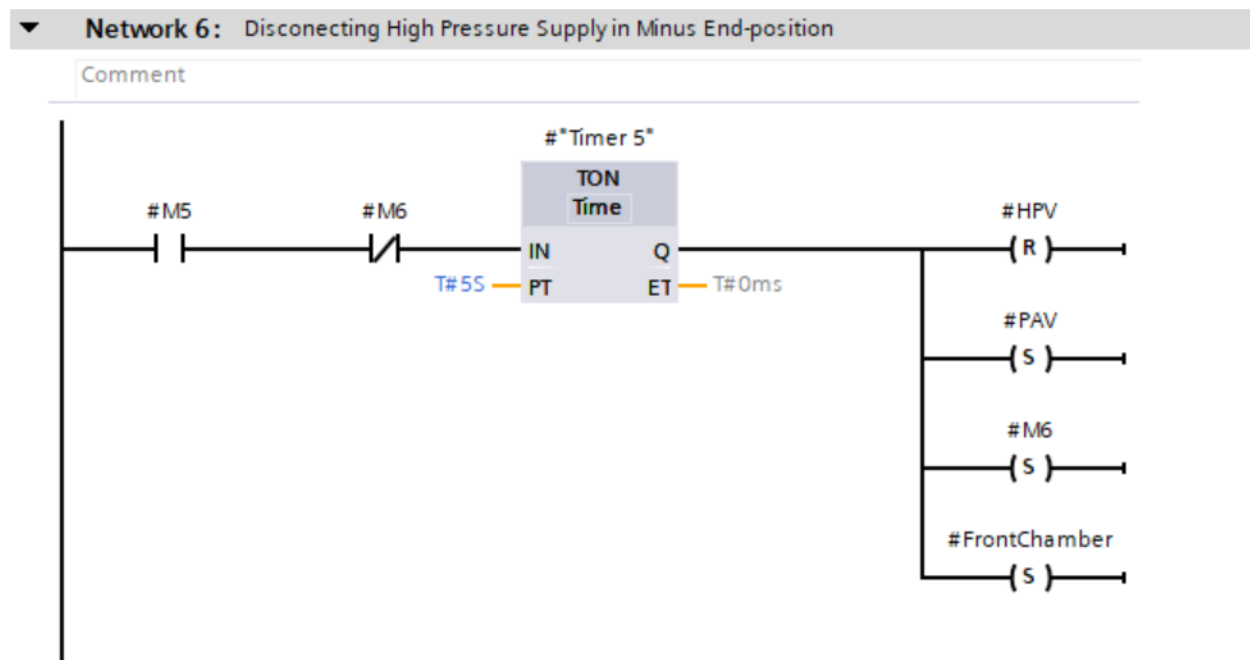 Network 6: Disconecting High Pressure Supply in Minus End-position
Comment
#"Timer 5"
TON
Time
#M5
#M6
IN
Q
T#5S
PT
ET
T#0ms
#HPV
R
#PAV
S
#M6
S
#FrontChamber
S